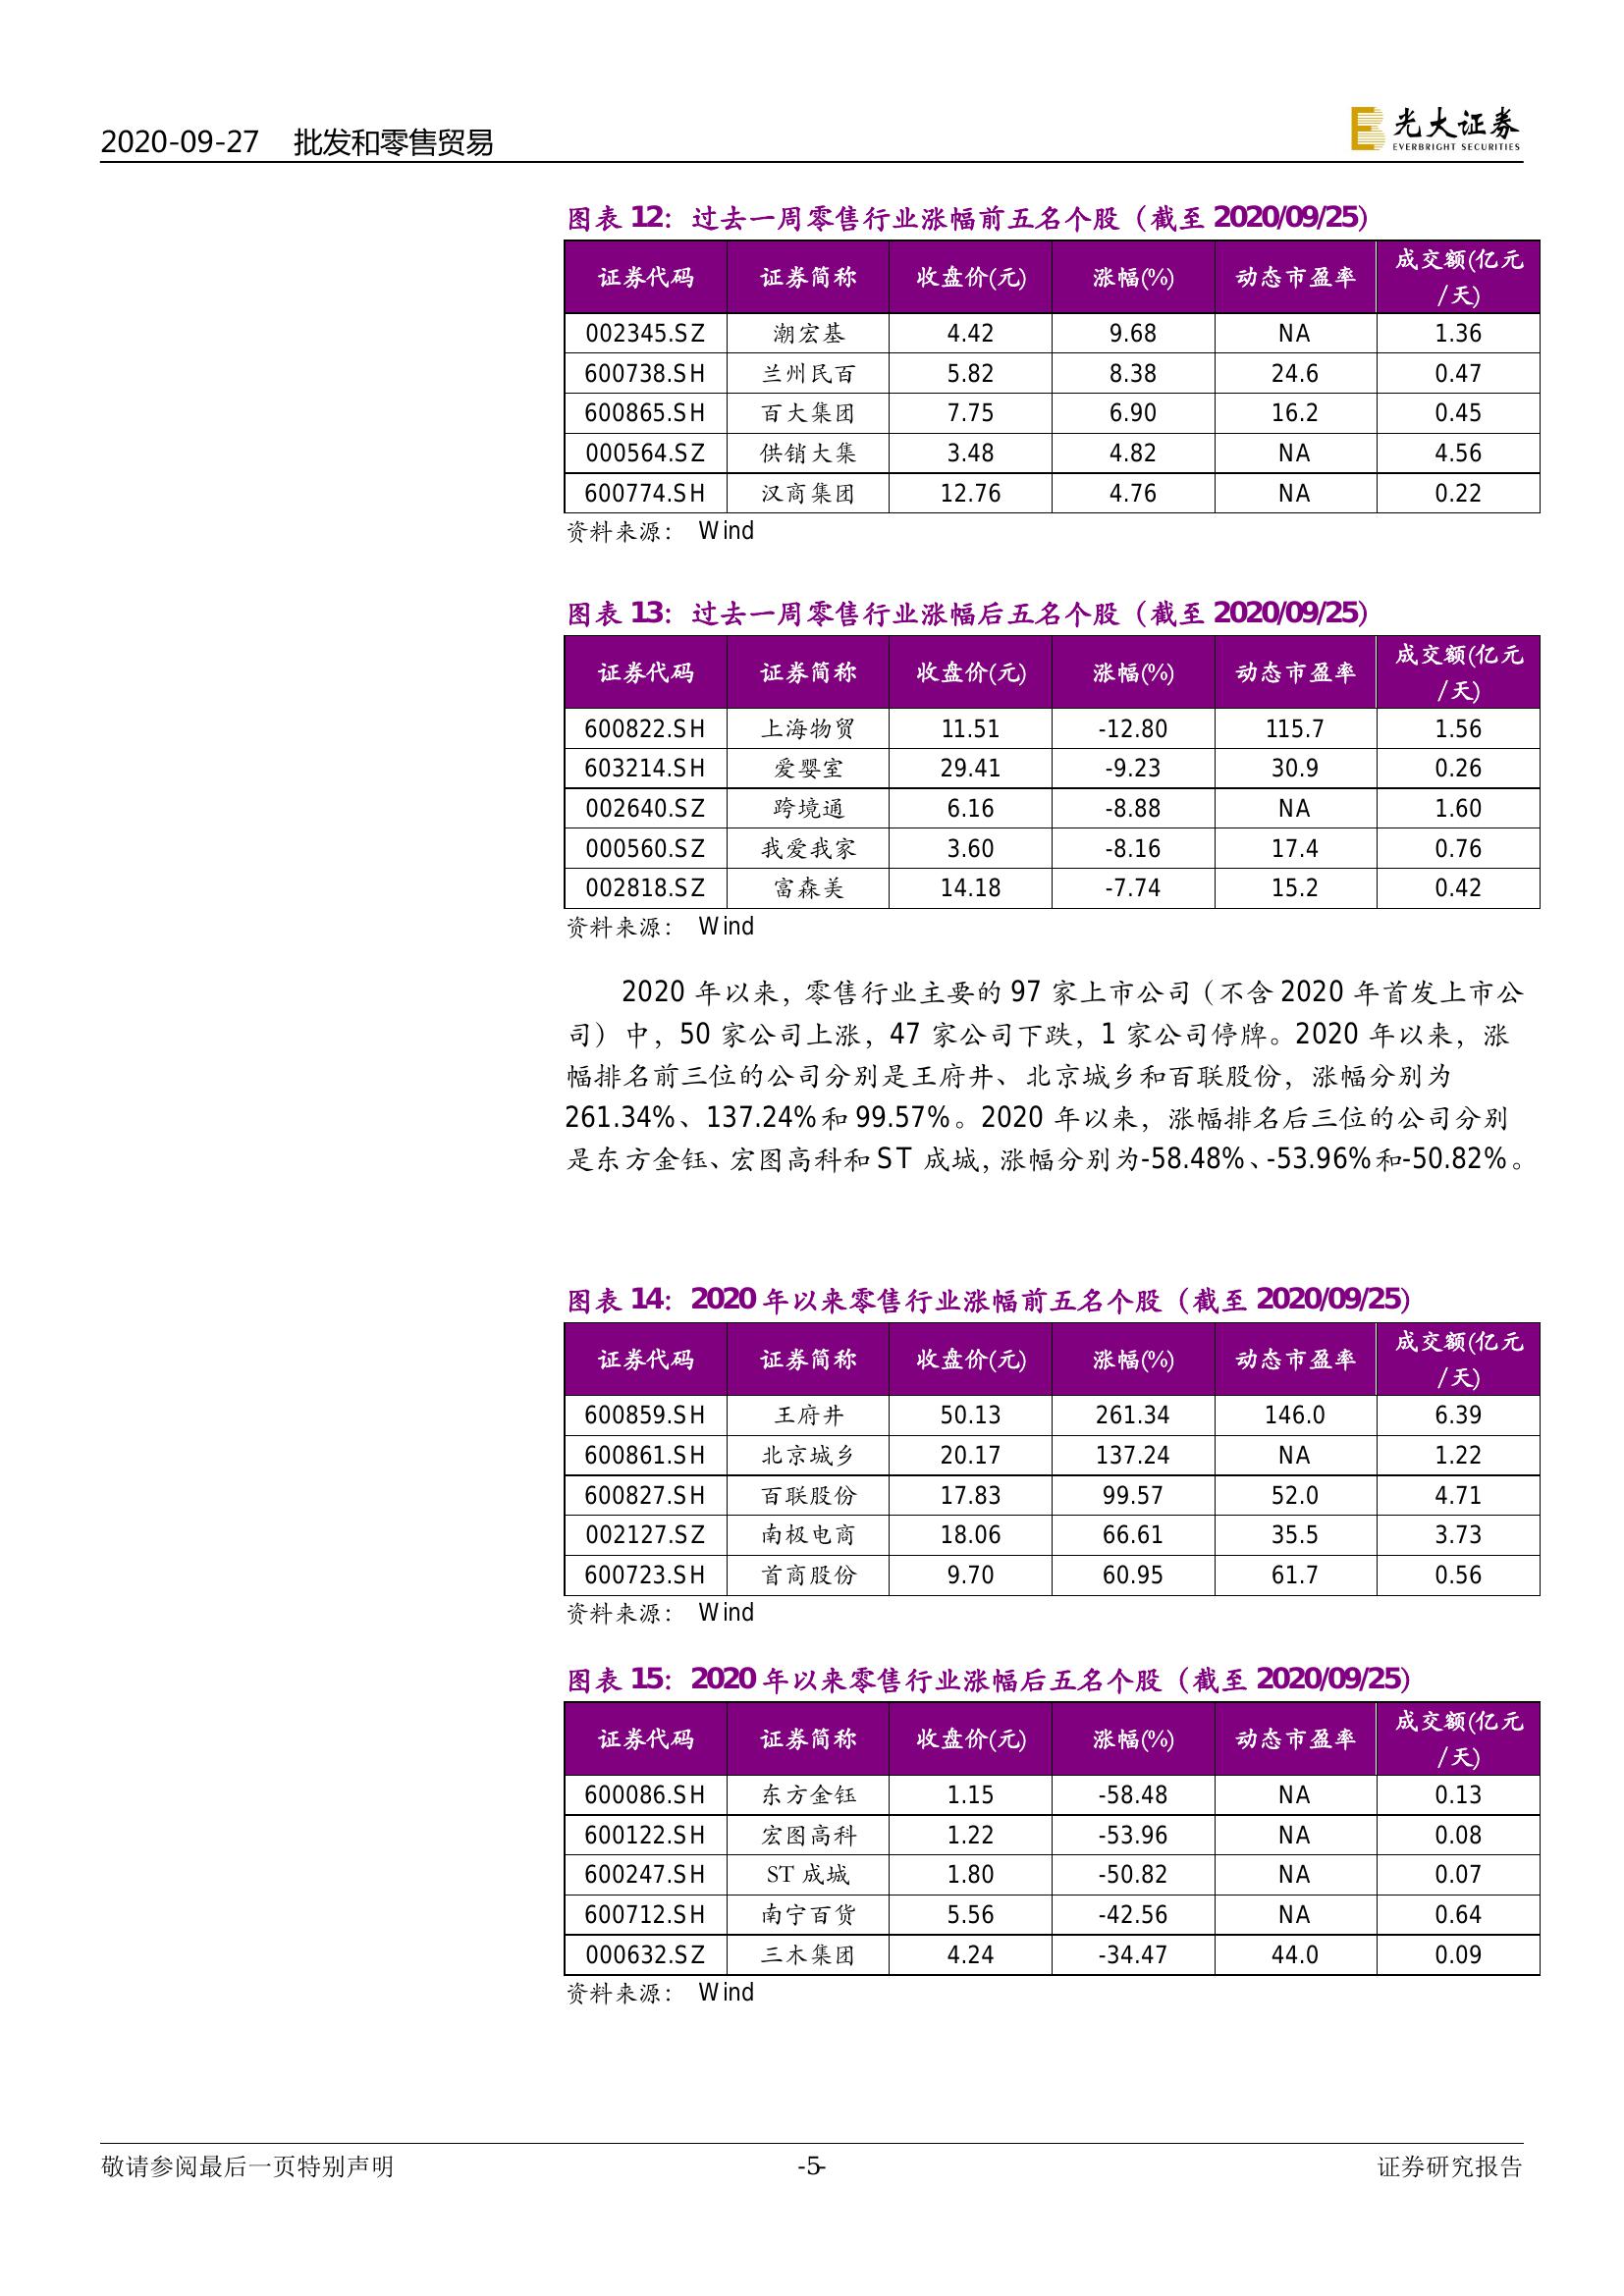 2020-09-27 批发和零售贸易
光大证券
EVERBRIGHT SECURITIES
图表 12：过去一周零售行业涨幅前五名个股（截至 2020/09/25）
证券代码 证券简称 收盘价(元) 涨幅(%) 动态市盈率 成交额(亿元
/天)
002345.SZ 潮宏基 4.42 9.68 NA 1.36
600738.SH 兰州民百 5.82 8.38 24.6 0.47
600865.SH 百大集团 7.75 6.90 16.2 0.45
000564.SZ 供销大集 3.48 4.82 NA 4.56
600774.SH 汉商集团 12.76 4.76 NA 0.22
资料来源： Wind
图表 13：过去一周零售行业涨幅后五名个股（截至 2020/09/25）
证券代码 证券简称 收盘价(元) 涨幅(%) 动态市盈率 成交额(亿元
/天)
600822.SH 上海物贸 11.51 -12.80 115.7 1.56
603214.SH 爱婴室 29.41 -9.23 30.9 0.26
002640.SZ 跨境通 6.16 -8.88 NA 1.60
000560.SZ 我爱我家 3.60 -8.16 17.4 0.76
002818.SZ 富森美 14.18 -7.74 15.2 0.42
资料来源： Wind
2020 年以来，零售行业主要的 97 家上市公司（不含 2020 年首发上市公
司）中，50 家公司上涨，47 家公司下跌，1 家公司停牌。2020 年以来，涨
幅排名前三位的公司分别是王府井、北京城乡和百联股份，涨幅分别为
261.34%、137.24%和 99.57%。2020 年以来，涨幅排名后三位的公司分别
是东方金钰、宏图高科和 ST 成城，涨幅分别为-58.48%、-53.96%和-50.82%。
图表 14：2020 年以来零售行业涨幅前五名个股（截至 2020/09/25）
证券代码 证券简称 收盘价(元) 涨幅(%) 动态市盈率 成交额(亿元
/天)
600859.SH 王府井 50.13 261.34 146.0 6.39
600861.SH 北京城乡 20.17 137.24 NA 1.22
600827.SH 百联股份 17.83 99.57 52.0 4.71
002127.SZ 南极电商 18.06 66.61 35.5 3.73
600723.SH 首商股份 9.70 60.95 61.7 0.56
资料来源： Wind
图表 15：2020 年以来零售行业涨幅后五名个股（截至 2020/09/25）
证券代码 证券简称 收盘价(元) 涨幅(%) 动态市盈率 成交额(亿元
/天)
600086.SH 东方金钰 1.15 -58.48 NA 0.13
600122.SH 宏图高科 1.22 -53.96 NA 0.08
600247.SH ST 成城 1.80 -50.82 NA 0.07
600712.SH 南宁百货 5.56 -42.56 NA 0.64
000632.SZ 三木集团 4.24 -34.47 44.0 0.09
资料来源： Wind
敬请参阅最后一页特别声明 -5- 证券研究报告